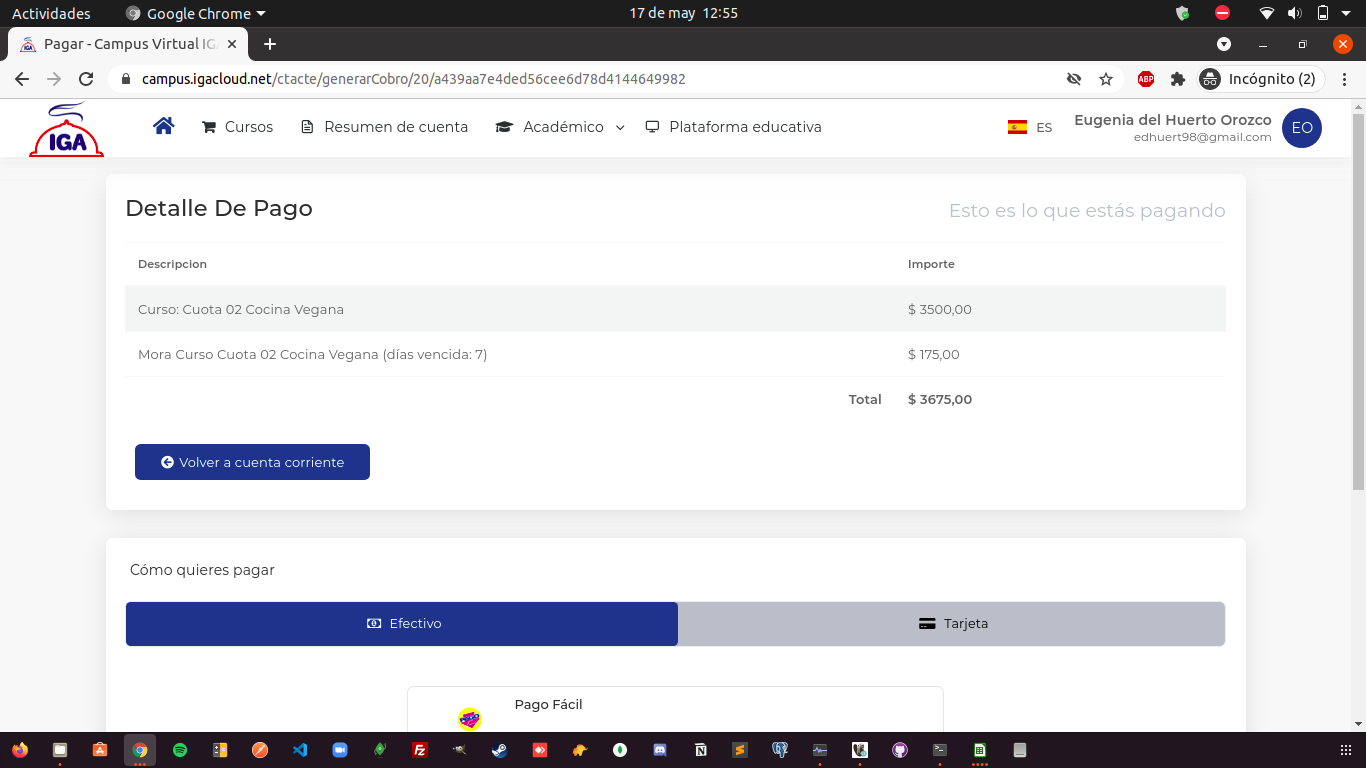 Actividades
Google Chrome
17 de may 12:55
Pagar - Campus Virtual IG
campus.igacloud.net/ctacte/generarCobro/20/a439aa7e4ded56cee6d78d4144649982
ABP
Incógnito (2)
IGA
Cursos
Resumen de cuenta
Académico
Plataforma educativa
ES
Eugenia del Huerto Orozco
edhuert98@gmail.com
EO
Detalle De Pago
Esto es lo que estás pagando
Descripcion
Importe
Curso: Cuota 02 Cocina Vegana
$ 3500,00
Mora Curso Cuota 02 Cocina Vegana (días vencida: 7)
$ 175,00
Total
$ 3675,00
Volver a cuenta corriente
Cómo quieres pagar
Efectivo
Tarjeta
Pago Fácil